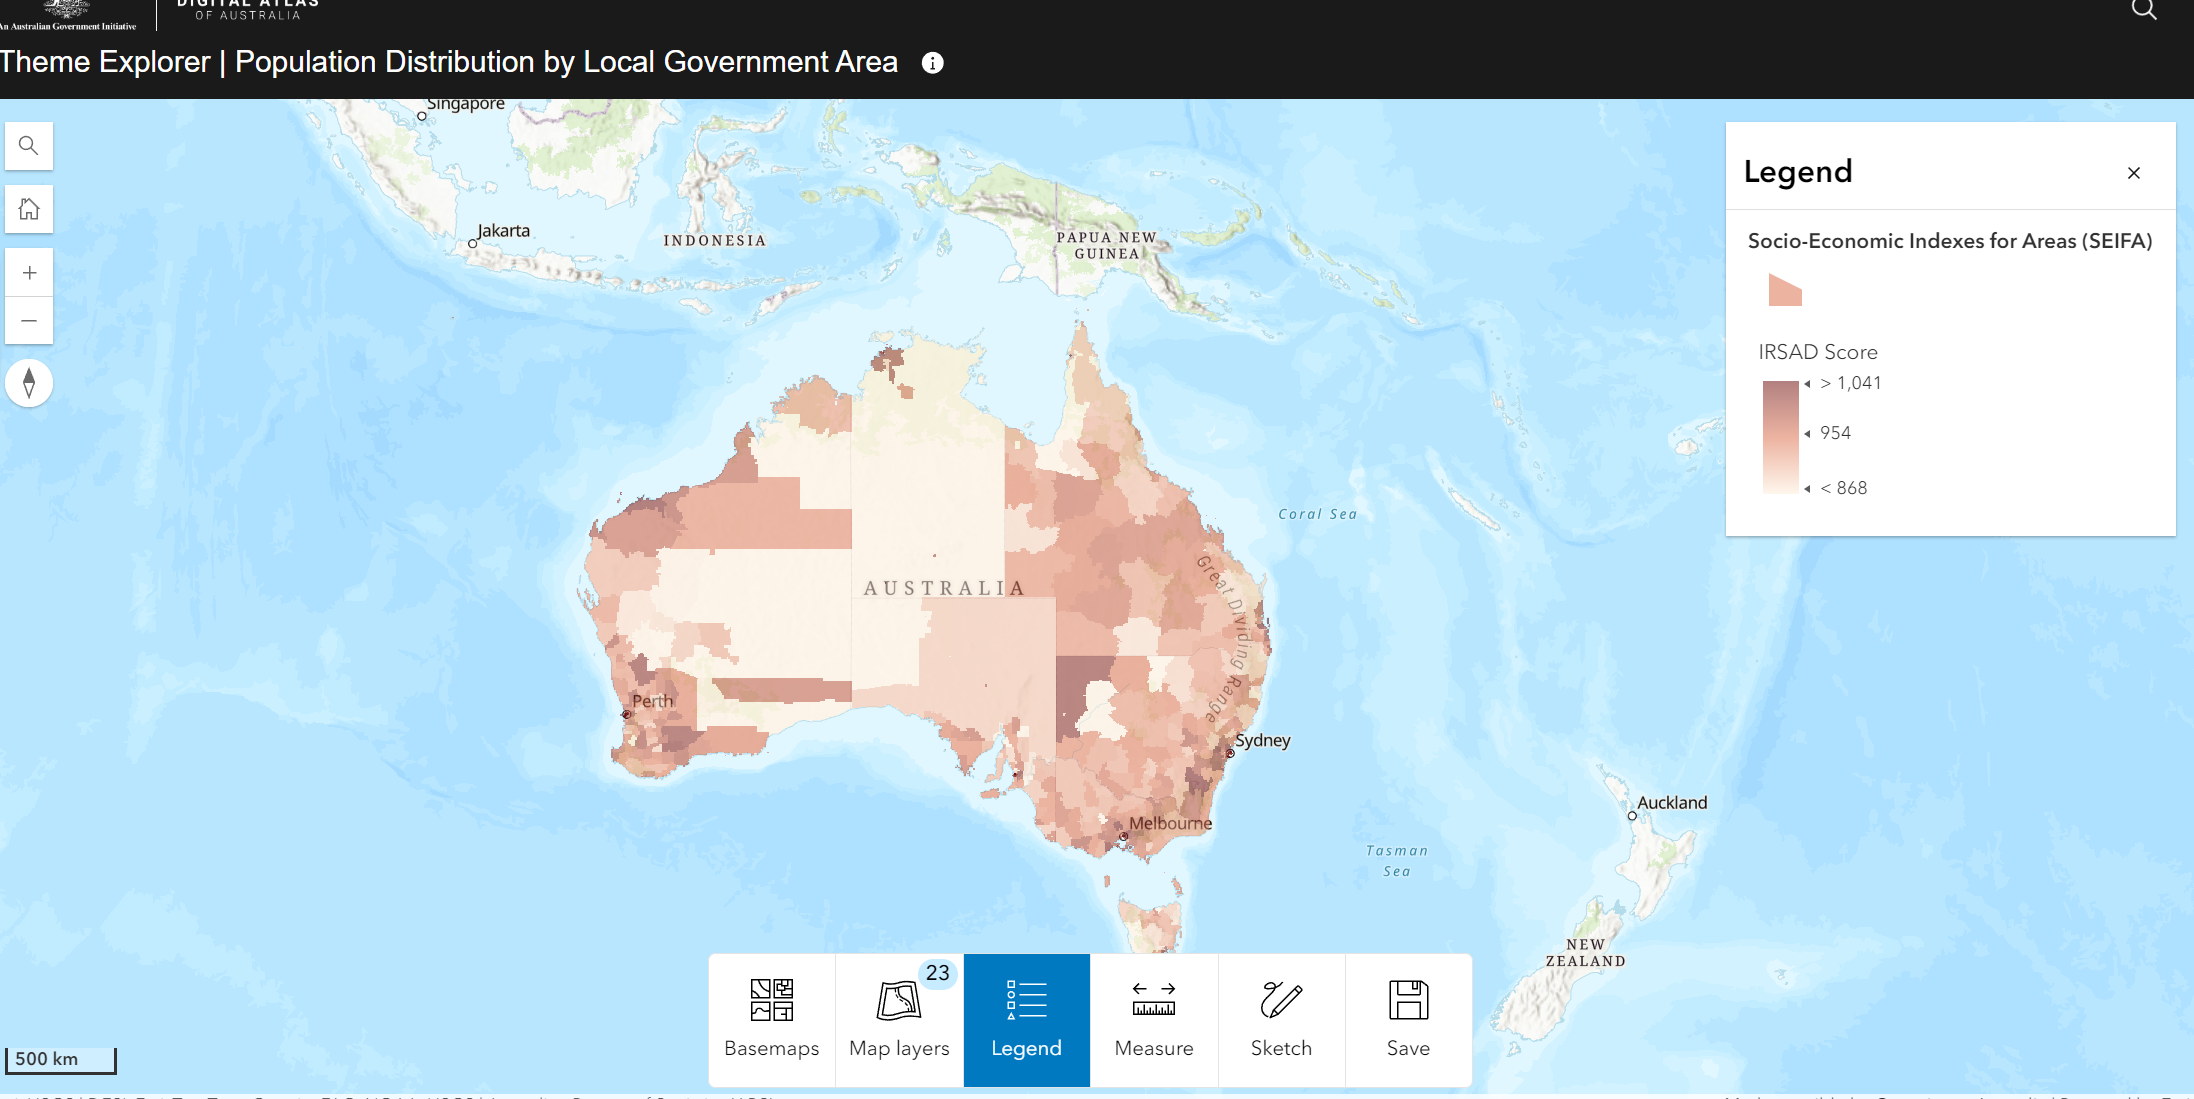 DIGITAL ATLAS
OF AUSTRALIA
An Australian Government Initiative
Theme Explorer | Population Distribution by Local Government Area
Singapore
Jakarta
INDONESIA
PAPUA NEW
GUINEA
Legend
Socio-Economic Indexes for Areas (SEIFA)
IRSAD Score
> 1,041
954
< 868
Coral Sea
AUSTRALIA
Great Dividing Range
Perth
Sydney
Melbourne
Auckland
Tasman
Sea
NEW
ZEALAND
23
Basemaps
Map layers
Legend
Measure
Sketch
Save
500 km